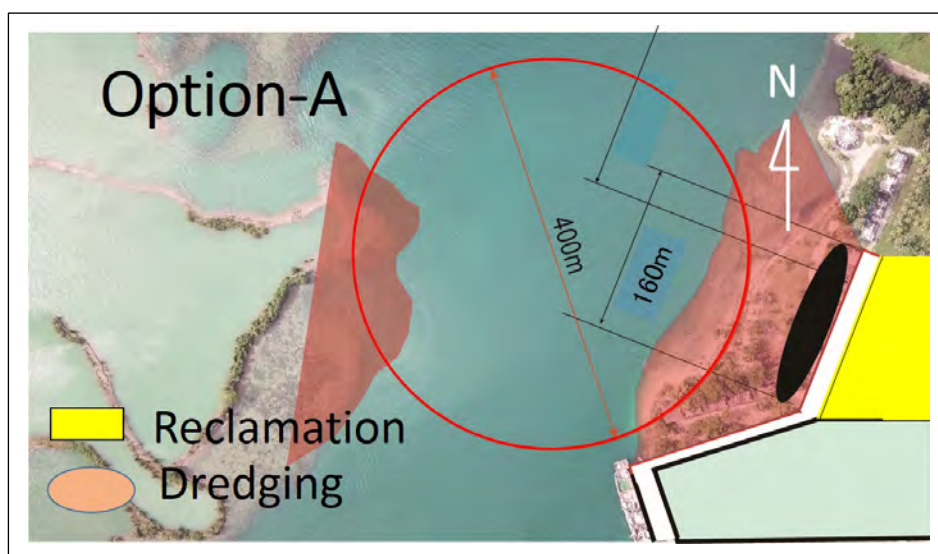 Option-A
N
400m
160m
Reclamation
Dredging